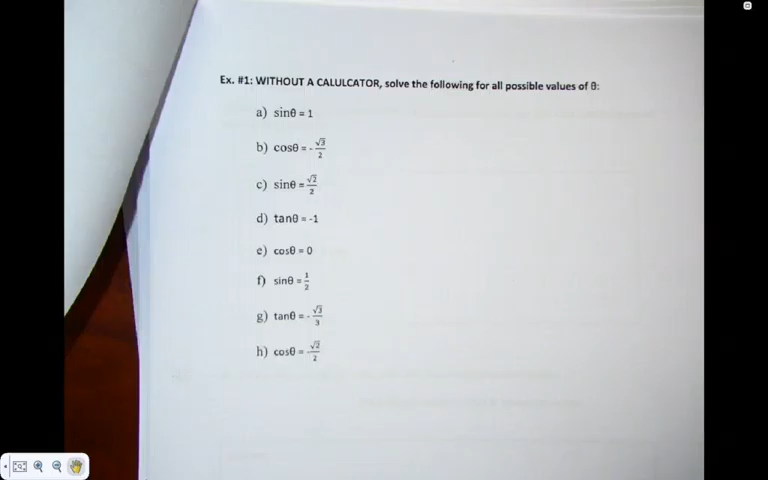 Ex. #1: WITHOUT A CALULCATOR, solve the following for all possible values of θ:
a) sinθ = 1
b) cosθ = -√3/2
c) sinθ = √2/2
d) tanθ = -1
e) cosθ = 0
f) sinθ = 1/2
g) tanθ = -√3/3
h) cosθ = √2/2